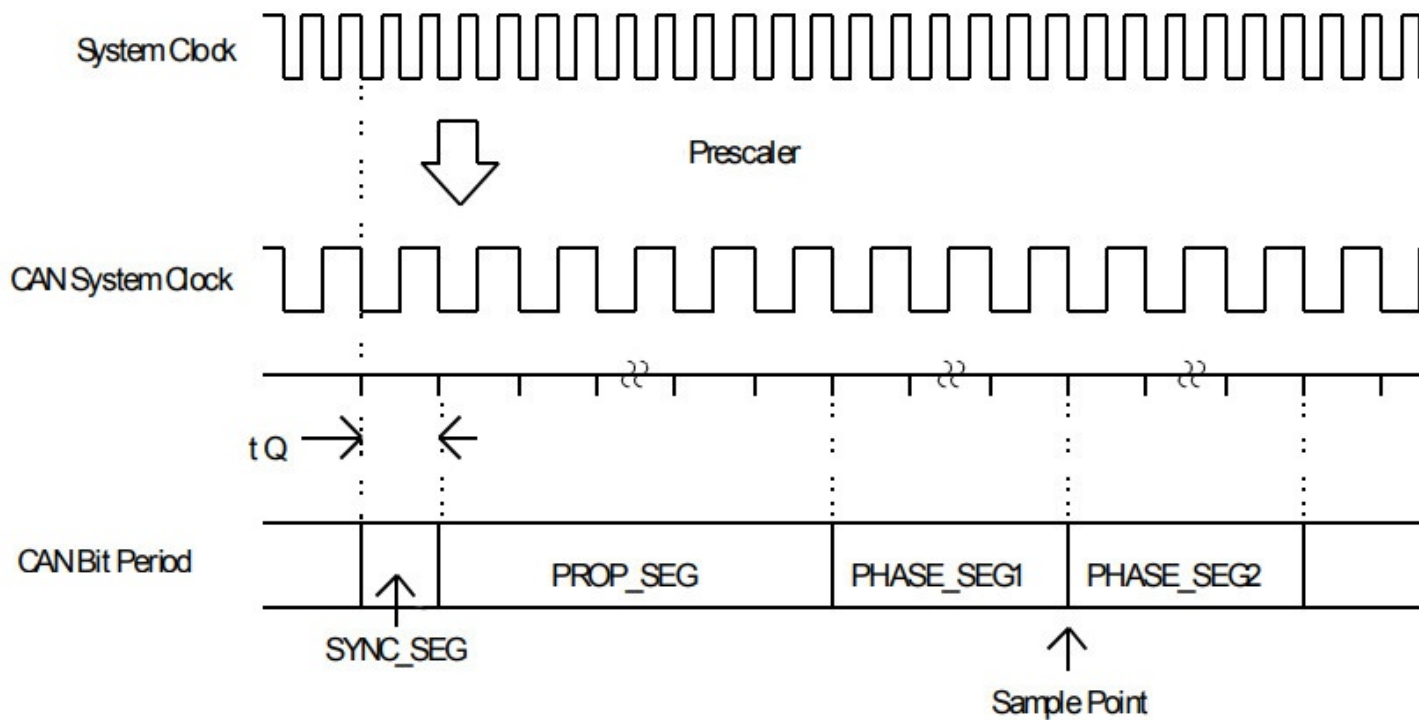 System Clock
Prescaler
CAN System Clock
t Q
CAN Bit Period
PROP_SEG
PHASE_SEG1
PHASE_SEG2
SYNC_SEG
Sample Point